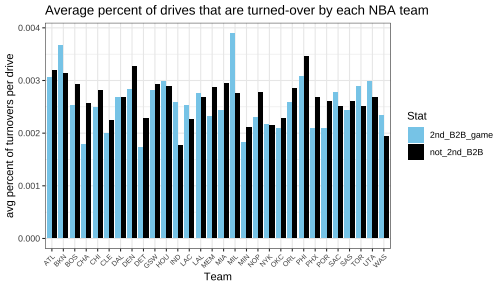 Average percent of drives that are turned-over by each NBA team
avg percent of turnovers per drive
0.004
0.003
0.002
0.001
0.000
ATL BKN BOS CHA CHI CLE DAL DEN DET GSW HOU IND LAC LAL MEM MIA MIL MIN NOP NYK OKC ORL PHI PHX POR SAC SAS TOR UTA WAS
Team
Stat
2nd_B2B_game
not_2nd_B2B